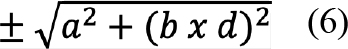 ± √a² + (b x d)² (6)